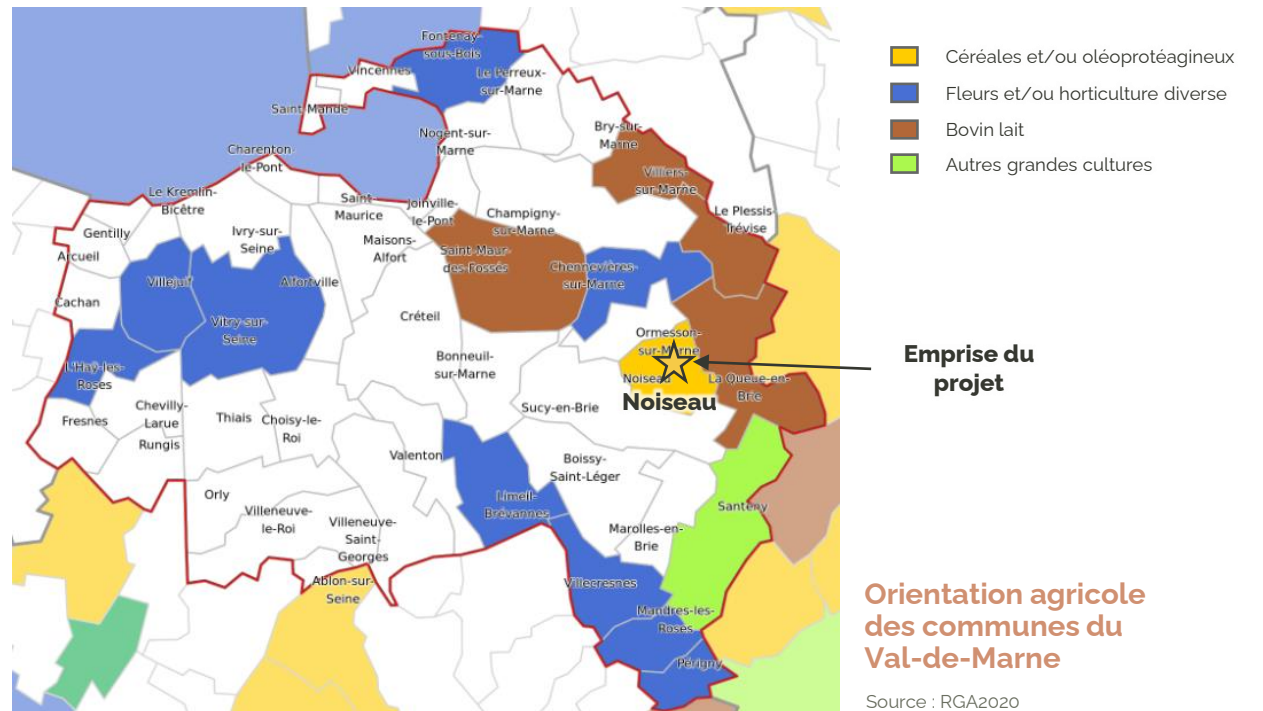 Fontenay-
sous-Bois
Vincennes
Le Perreux-
sur-Marne
Saint-Mandé
Nogent-sur-
Marne
Bry-sur-
Marne
Charenton-
le-Pont
Villiers-
sur-Marne
Le Kremlin-
Bicêtre
Saint-
Maurice
Joinville-
le-Pont
Champigny-
sur-Marne
Le Plessis-
Trévise
Gentilly
Ivry-sur-
Seine
Maisons-
Alfort
Arcueil
Saint-Maur-
des-Fossés
Chennevières-
sur-Marne
Villejuif
Alfortville
Cachan
Vitry-sur-
Seine
Créteil
Ormesson-
sur-Marne
L'Haÿ-les-
Roses
Bonneuil-
sur-Marne
Noiseau
La Queue-en-
Brie
Noiseau
Fresnes
Chevilly-
Larue
Thiais
Choisy-le-
Roi
Sucy-en-Brie
Rungis
Valenton
Boissy-
Saint-Léger
Orly
Villeneuve-
le-Roi
Limeil-
Brévannes
Santeny
Villeneuve-
Saint-
Georges
Marolles-en-
Brie
Ablon-sur-
Seine
Villecresnes
Mandres-les-
Roses
Périgny
Céréales et/ou oléoprotéagineux
Fleurs et/ou horticulture diverse
Bovin lait
Autres grandes cultures
Emprise du
projet
Orientation agricole
des communes du
Val-de-Marne
Source : RGA2020